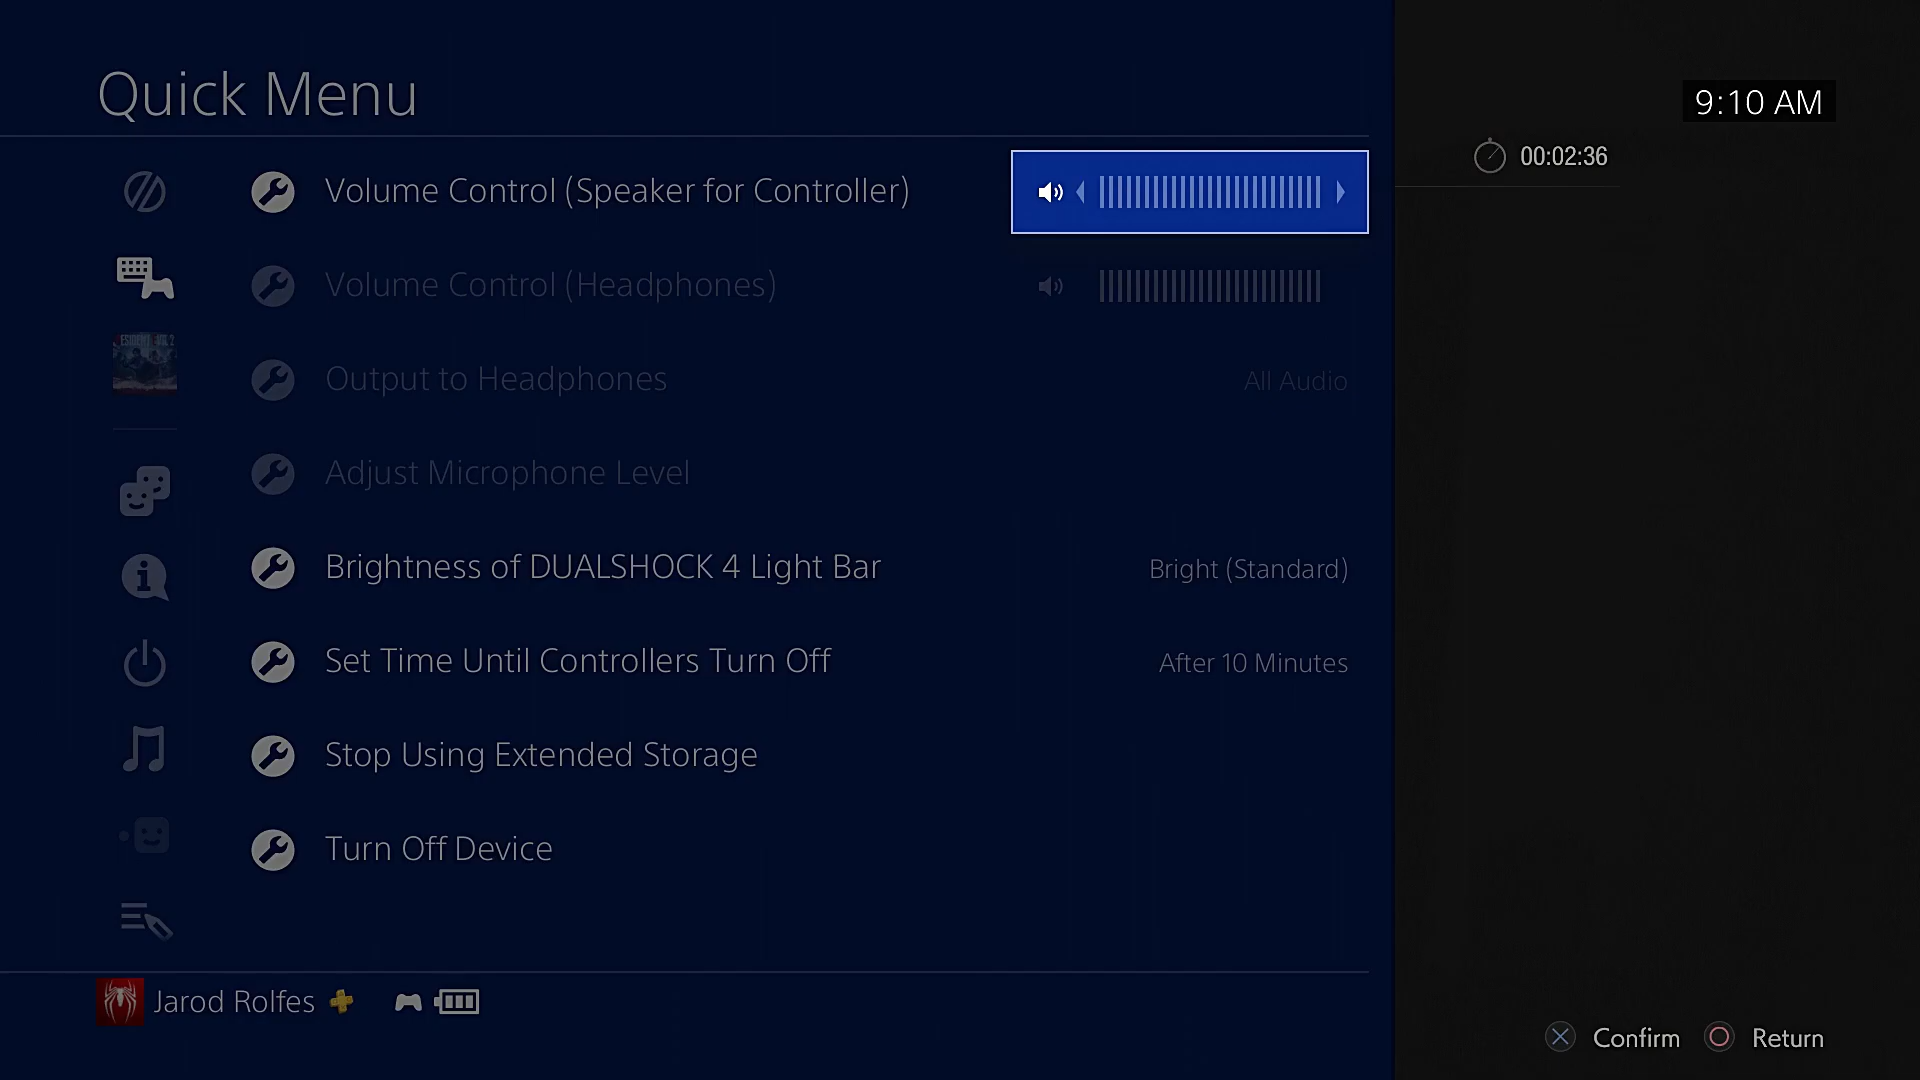 Quick Menu
9:10 AM
00:02:36
Volume Control (Speaker for Controller)
Volume Control (Headphones)
Output to Headphones
All Audio
Adjust Microphone Level
Brightness of DUALSHOCK 4 Light Bar
Bright (Standard)
Set Time Until Controllers Turn Off
After 10 Minutes
Stop Using Extended Storage
Turn Off Device
Jarod Rolfes
Confirm
Return